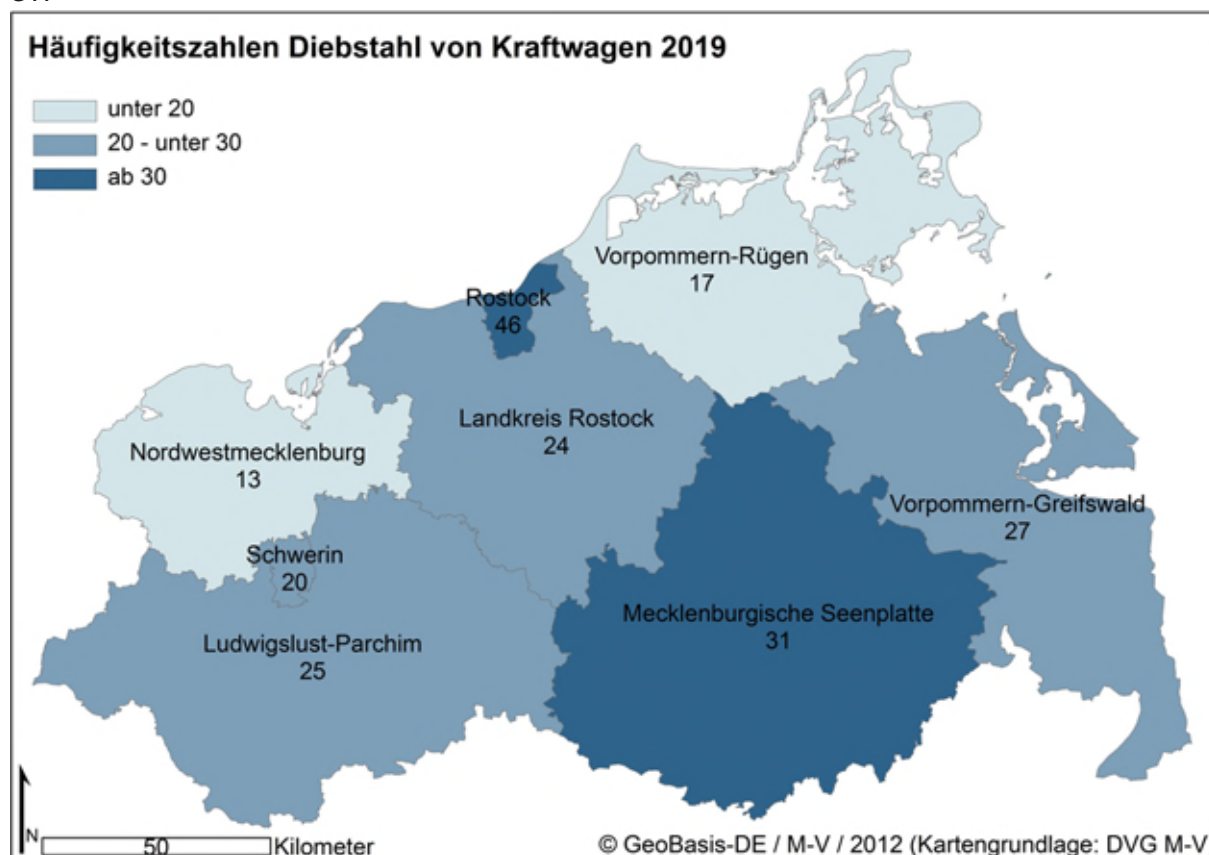 Häufigkeitszahlen Diebstahl von Kraftwagen 2019
unter 20
20 - unter 30
ab 30
Vorpommern-Rügen
17
Rostock
46
Landkreis Rostock
24
Nordwestmecklenburg
13
Vorpommern-Greifswald
27
Schwerin
20
Mecklenburgische Seenplatte
31
Ludwigslust-Parchim
25
N
50 Kilometer
© GeoBasis-DE / M-V / 2012 (Kartengrundlage: DVG M-V